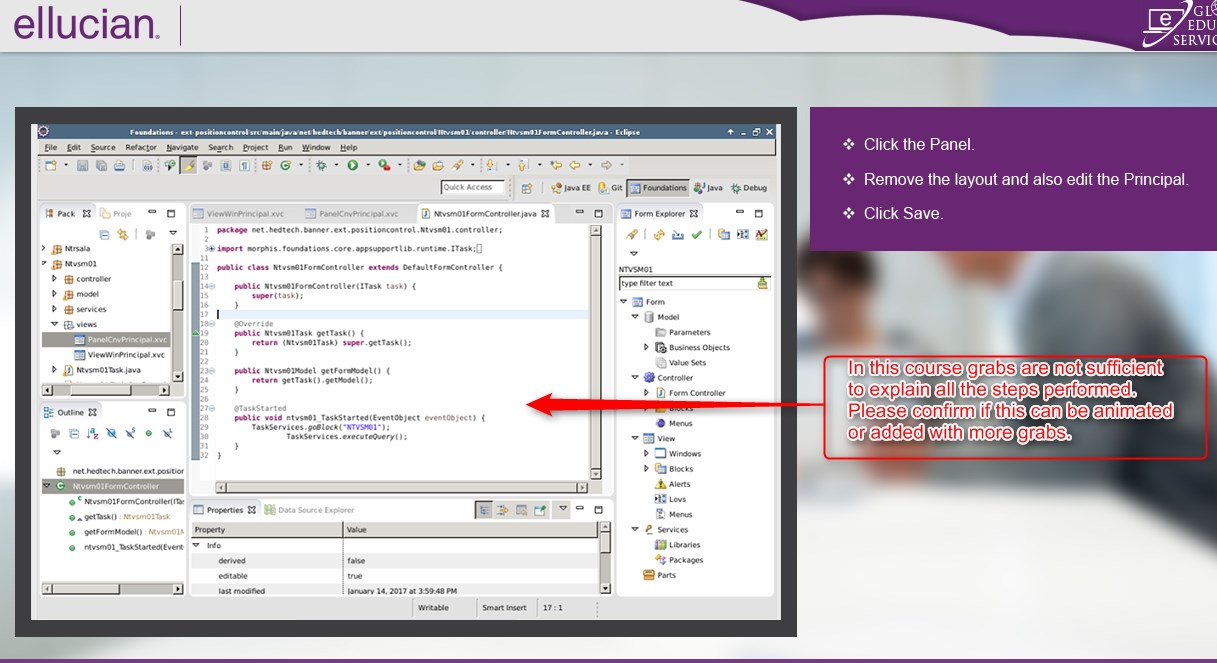 ellucian.
GL
EDU
SERVIC
Foundations - ext-positioncontrol/src/main/java/net/hedtech/banner/ext/positioncontrol/Ntvsm01/controller/Ntvsm01FormController.java - Eclipse
File Edit Source Refactor Navigate Search Project Run Window Help
Quick Access Java EE Git Foundations Java Debug
Pack Proje
Ntrsala
Ntvsm01
controller
model
services
views
PanelCnvPrincipal.xvc
ViewWinPrincipal.xvc
Ntvsm01Task.java
Outline
net.hedtech.banner.ext.position
Ntvsm01FormController
Ntvsm01FormController(ITas
getTask() : Ntvsm01Task
getFormModel() : Ntvsm01M
ntvsm01_TaskStarted(Event
ViewWinPrincipal.xvc PanelCnvPrincipal.xvc Ntvsm01FormController.java
1 package net.hedtech.banner.ext.positioncontrol.Ntvsm01.controller;
2
3 import morphis.foundations.core.appsupportlib.runtime.ITask;
11
12 public class Ntvsm01FormController extends DefaultFormController {
13
14 public Ntvsm01FormController(ITask task) {
15 super(task);
16 }
17
18 @Override
19 public Ntvsm01Task getTask() {
20 return (Ntvsm01Task) super.getTask();
21 }
22
23 public Ntvsm01Model getFormModel() {
24 return getTask().getModel();
25 }
26
27 @TaskStarted
28 public void ntvsm01_TaskStarted(EventObject eventObject) {
29 TaskServices.goBlock("NTVSM01");
30 TaskServices.executeQuery();
31 }
32 }
Properties Data Source Explorer
Property Value
Info
derived false
editable true
last modified January 14, 2017 at 3:59:48 PM
Writable Smart Insert 17 : 1
Form Explorer
NTVSM01
type filter text
Form
Model
Parameters
Business Objects
Value Sets
Controller
Form Controller
Blocks
Menus
View
Windows
Blocks
Alerts
Lovs
Menus
Services
Libraries
Packages
Parts
❖ Click the Panel.
❖ Remove the layout and also edit the Principal.
❖ Click Save.
In this course grabs are not sufficient
to explain all the steps performed.
Please confirm if this can be animated
or added with more grabs.